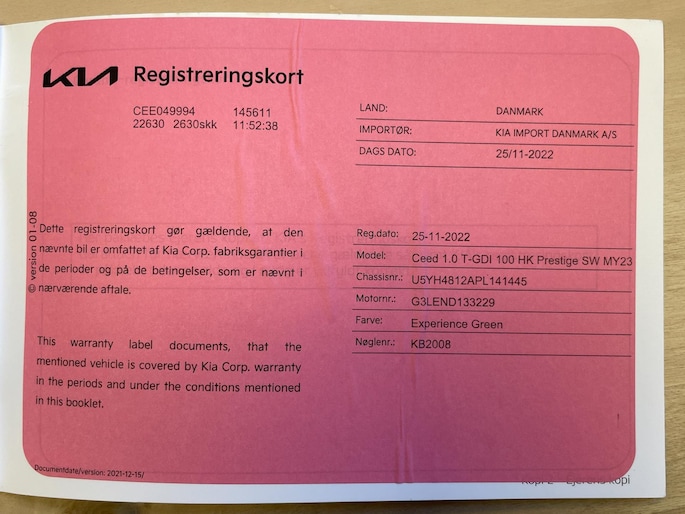 KIA Registreringskort
CEE049994 145611
22630 2630skk 11:52:38
LAND: DANMARK
IMPORTØR: KIA IMPORT DANMARK A/S
DAGS DATO: 25/11-2022
© version 01-08
Dette registreringskort gør gældende, at den
nævnte bil er omfattet af Kia Corp. fabriksgarantier i
de perioder og på de betingelser, som er nævnt i
nærværende aftale.
This warranty label documents, that the
mentioned vehicle is covered by Kia Corp. warranty
in the periods and under the conditions mentioned
in this booklet.
Reg.dato: 25-11-2022
Model: Ceed 1.0 T-GDI 100 HK Prestige SW MY23
Chassisnr.: U5YH4812APL141445
Motornr.: G3LEND133229
Farve: Experience Green
Nøglenr.: KB2008
Documentdate/version: 2021-12-15/
Kopi 2 - Ejerens kopi